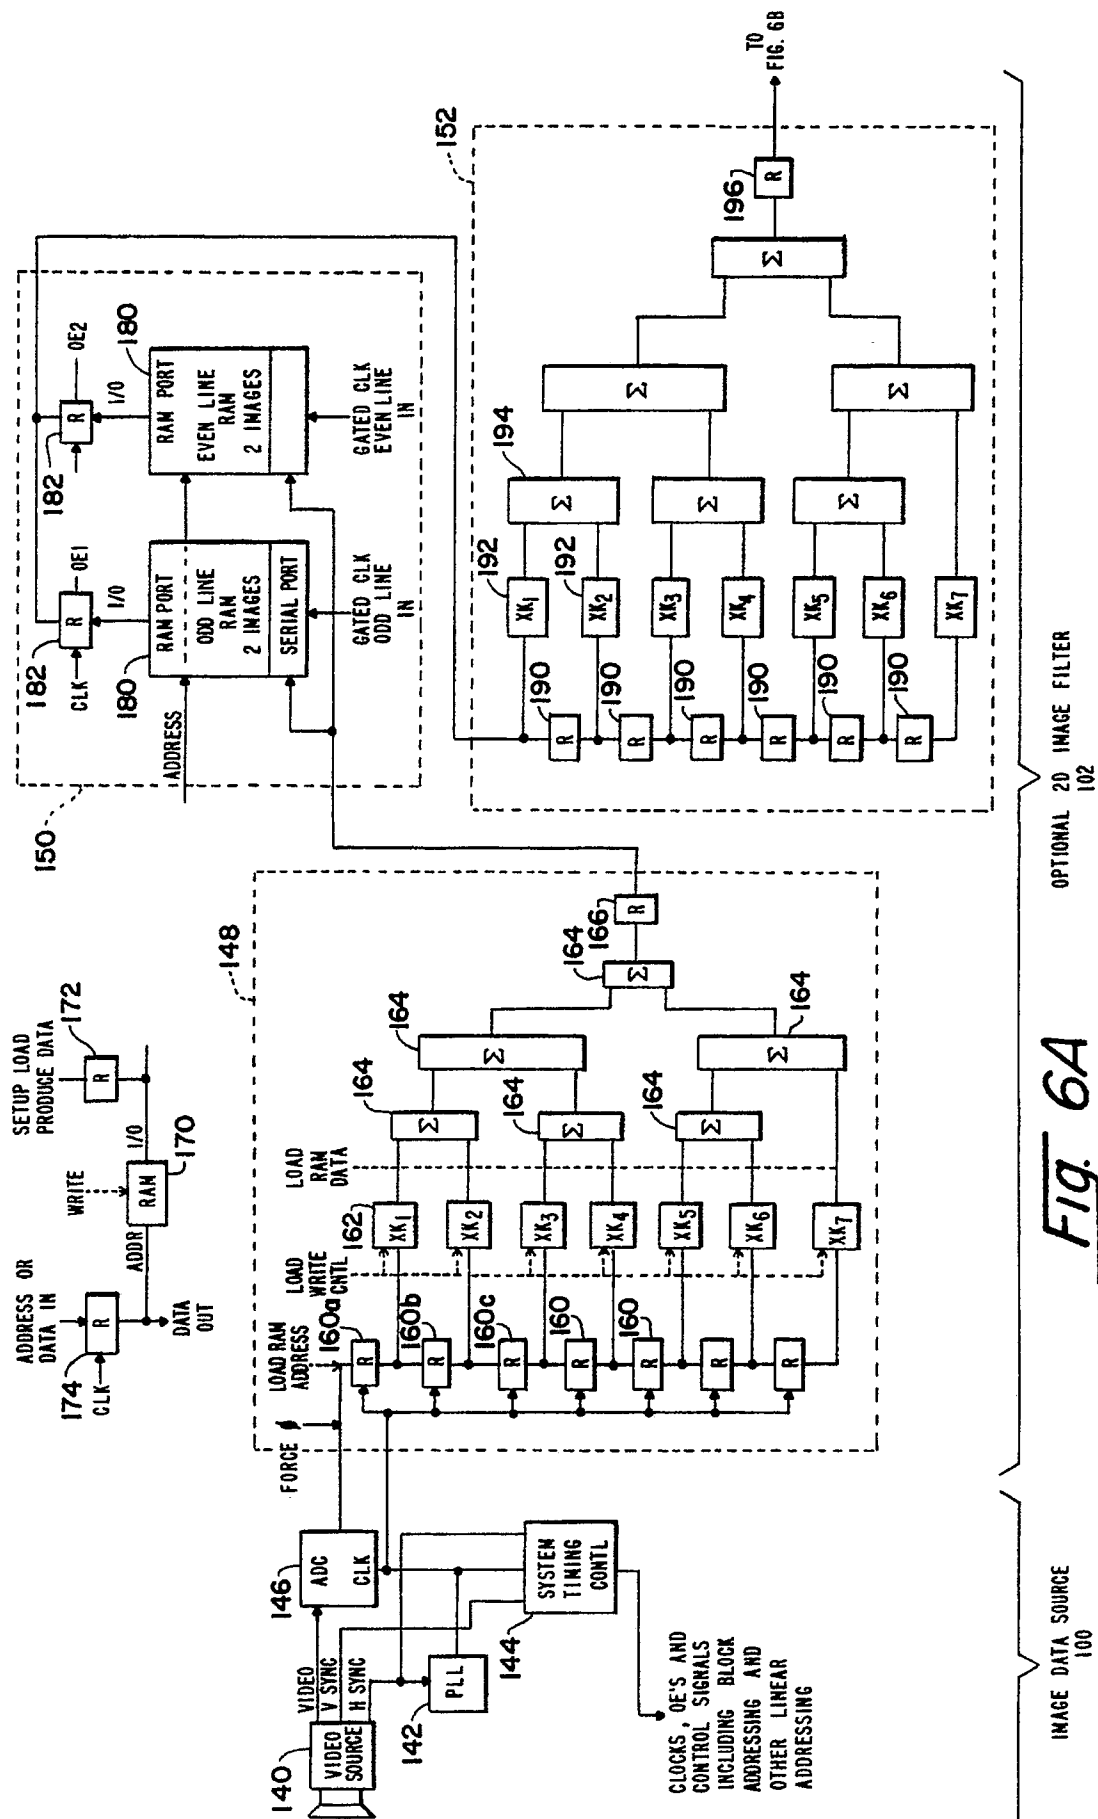 140
VIDEO
SOURCE
VIDEO
V SYNC
H SYNC
142
PLL
146
ADC
CLK
144
SYSTEM
TIMING
CONTL
CLOCKS, OE'S AND
CONTROL SIGNALS
INCLUDING BLOCK
ADDRESSING AND
OTHER LINEAR
ADDRESSING
FORCE ϕ
174
CLK
ADDRESS OR
DATA IN
R
DATA
OUT
ADDR
WRITE
RAM
170
I/O
SETUP LOAD
PRODUCE DATA
R
172
148
LOAD RAM
ADDRESS
160a
R
160b
R
160c
R
160
R
160
R
R
R
LOAD
WRITE
CNTL
162
XK1
XK2
XK3
XK4
XK5
XK6
XK7
LOAD
RAM
DATA
164
Σ
164
Σ
164
Σ
164
Σ
164
Σ
164
Σ
166
R
150
ADDRESS
182
CLK
R
OE1
I/O
180
RAM PORT
ODD LINE
RAM
2 IMAGES
SERIAL PORT
GATED CLK
ODD LINE
IN
182
R
OE2
I/O
180
RAM PORT
EVEN LINE
RAM
2 IMAGES
GATED CLK
EVEN LINE
IN
152
190
R
190
R
190
R
190
R
190
R
190
R
192
XK1
192
XK2
XK3
XK4
XK5
XK6
XK7
194
Σ
Σ
Σ
Σ
Σ
Σ
196
R
TO
FIG. 6B
IMAGE DATA SOURCE
100
OPTIONAL 2D IMAGE FILTER
102
Fig. 6A